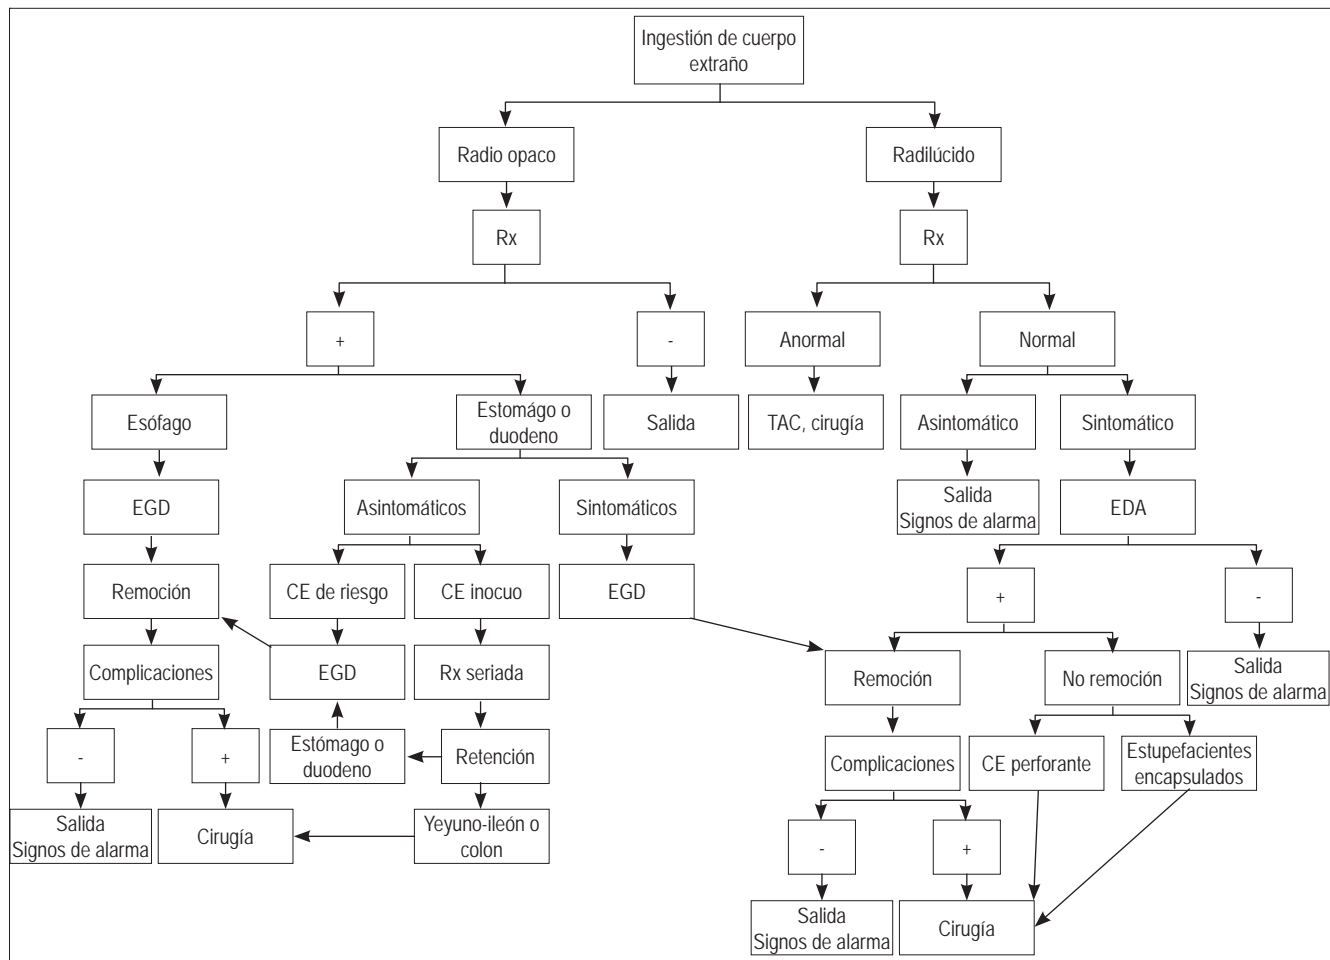 Ingestión de cuerpo
extraño
Radio opaco
Radilúcido
Rx
Rx
+
-
Anormal
Normal
Esófago
Estomágo o
duodeno
Salida
TAC, cirugía
Asintomático
Sintomático
EGD
Asintomáticos
Sintomáticos
Salida
Signos de alarma
EDA
Remoción
CE de riesgo
CE inocuo
EGD
+
-
Complicaciones
EGD
Rx seriada
Remoción
No remoción
Salida
Signos de alarma
-
+
Estómago o
duodeno
Retención
Complicaciones
CE perforante
Estupefacientes
encapsulados
Salida
Signos de alarma
Cirugía
Yeyuno-ileón o
colon
-
+
Salida
Signos de alarma
Cirugía